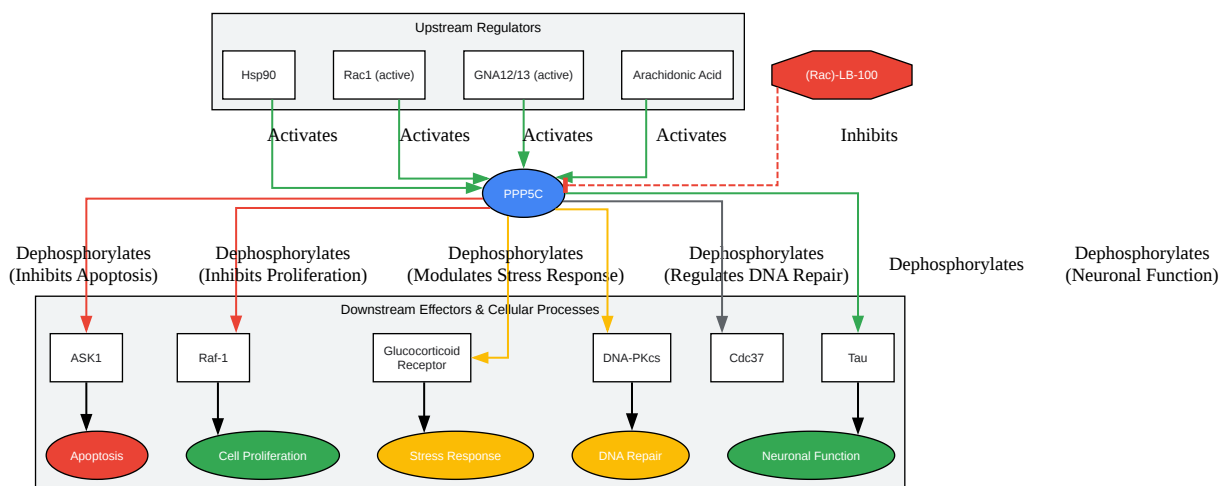 Upstream Regulators
Hsp90
Rac1 (active)
GNA12/13 (active)
Arachidonic Acid
(Rac)-LB-100
Activates
Activates
Activates
Activates
Inhibits
PPP5C
Dephosphorylates
(Inhibits Apoptosis)
Dephosphorylates
(Inhibits Proliferation)
Dephosphorylates
(Modulates Stress Response)
Dephosphorylates
(Regulates DNA Repair)
Dephosphorylates
Dephosphorylates
(Neuronal Function)
Downstream Effectors & Cellular Processes
ASK1
Raf-1
Glucocorticoid
Receptor
DNA-PKcs
Cdc37
Tau
Apoptosis
Cell Proliferation
Stress Response
DNA Repair
Neuronal Function